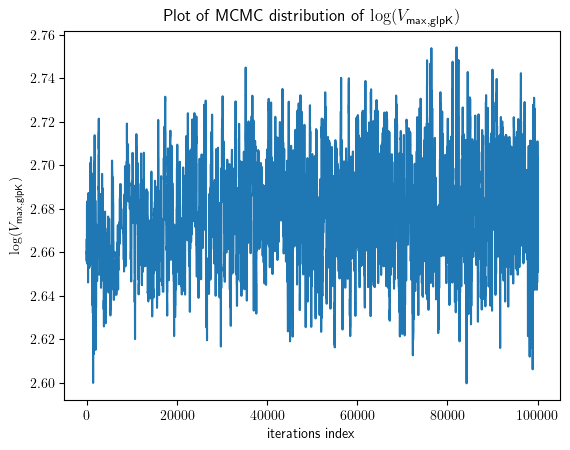 Plot of MCMC distribution of log(V_max,glpK)
log(V_max,glpK)
2.76
2.74
2.72
2.70
2.68
2.66
2.64
2.62
2.60
0 20000 40000 60000 80000 100000
iterations index